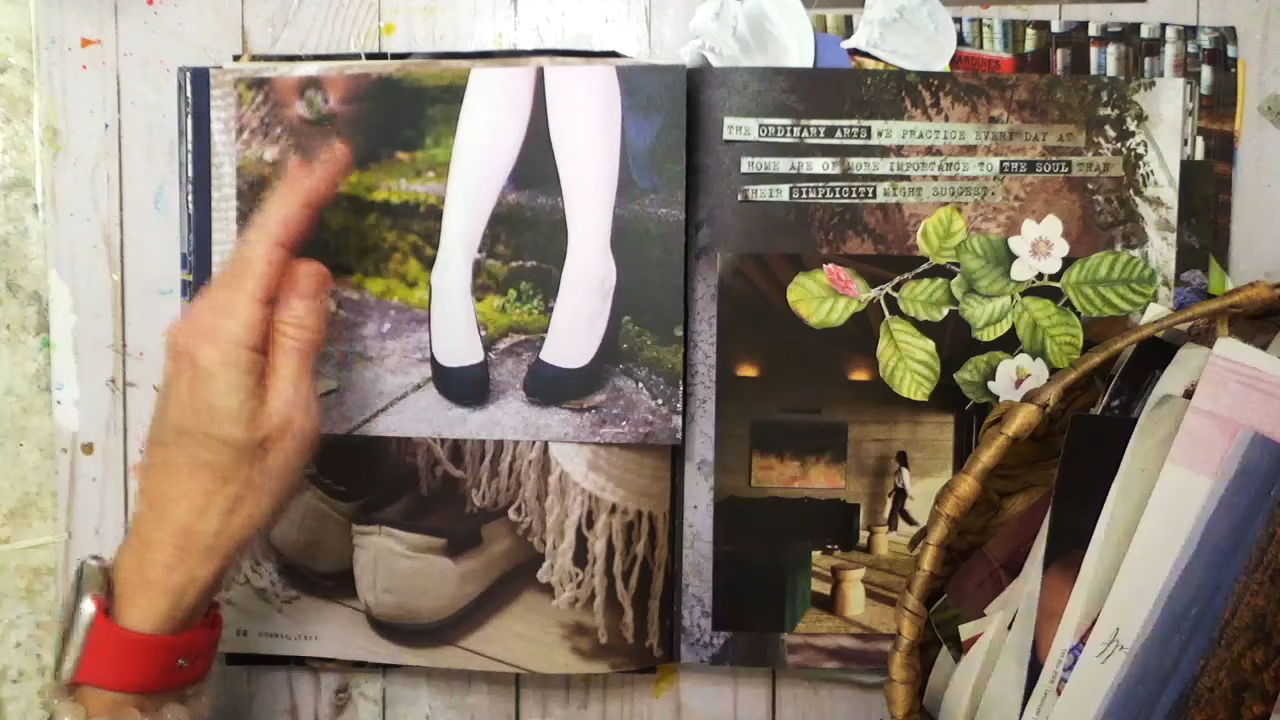 SARDINES
THE ORDINARY ARTS WE PRACTICE EVERY DAY AT
HOME ARE OF MORE IMPORTANCE TO THE SOUL THAN
THEIR SIMPLICITY MIGHT SUGGEST.